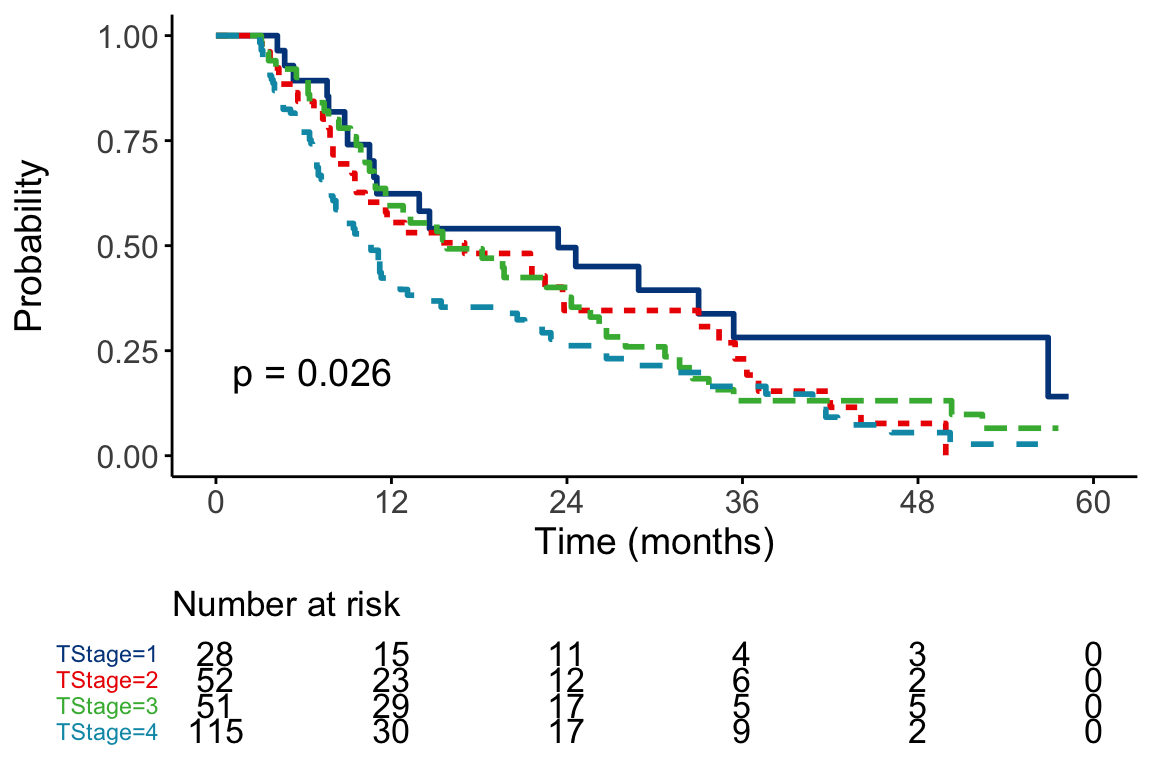 1.00
0.75
0.50
0.25
0.00
Probability
p = 0.026
0 12 24 36 48 60
Time (months)
Number at risk
TStage=1 28 15 11 4 3 0
TStage=2 52 23 12 6 2 0
TStage=3 51 29 17 5 5 0
TStage=4 115 30 17 9 2 0